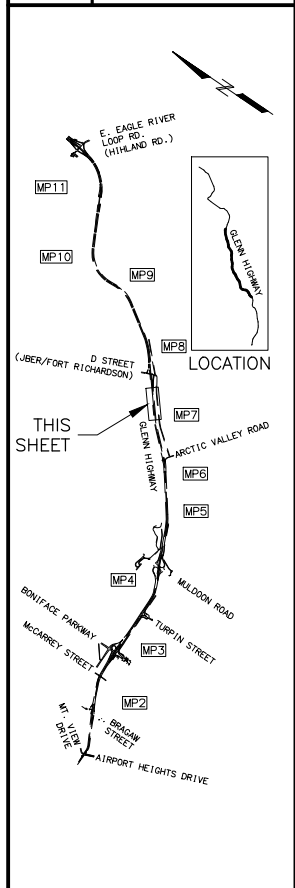 N
E. EAGLE RIVER
LOOP RD.
(HIHLAND RD.)
MP11
GLENN HIGHWAY
LOCATION
MP10
MP9
MP8
D STREET
(JBER/FORT RICHARDSON)
MP7
THIS
SHEET
GLENN HIGHWAY
ARCTIC VALLEY ROAD
MP6
MP5
MP4
MULDOON ROAD
BONIFACE PARKWAY
TURPIN STREET
McCARREY STREET
MP3
MP2
MT. VIEW
DRIVE
BRAGAW
STREET
AIRPORT HEIGHTS DRIVE